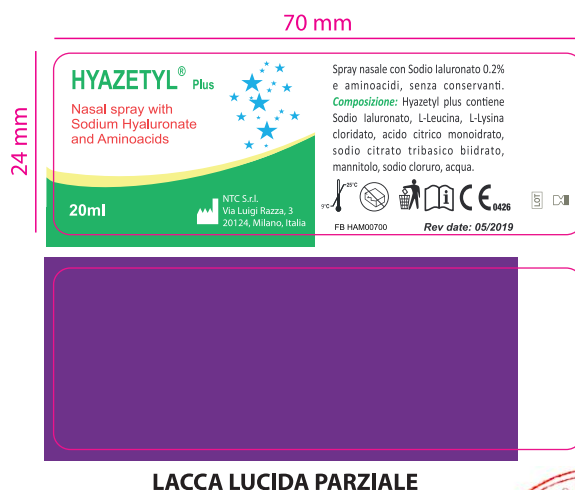 70 mm
24 mm
HYAZETYL® Plus
Nasal spray with
Sodium Hyaluronate
and Aminoacids
20ml
NTC S.r.l.
Via Luigi Razza, 3
20124, Milano, Italia
Spray nasale con Sodio Ialuronato 0.2%
e aminoacidi, senza conservanti.
Composizione: Hyazetyl plus contiene
Sodio Ialuronato, L-Leucina, L-Lysina
cloridato, acido citrico monoidrato,
sodio citrato tribasico biidrato,
mannitolo, sodio cloruro, acqua.
25°C
i
CE 0426
LOT
FB HAM00700
Rev date: 05/2019
LACCA LUCIDA PARZIALE